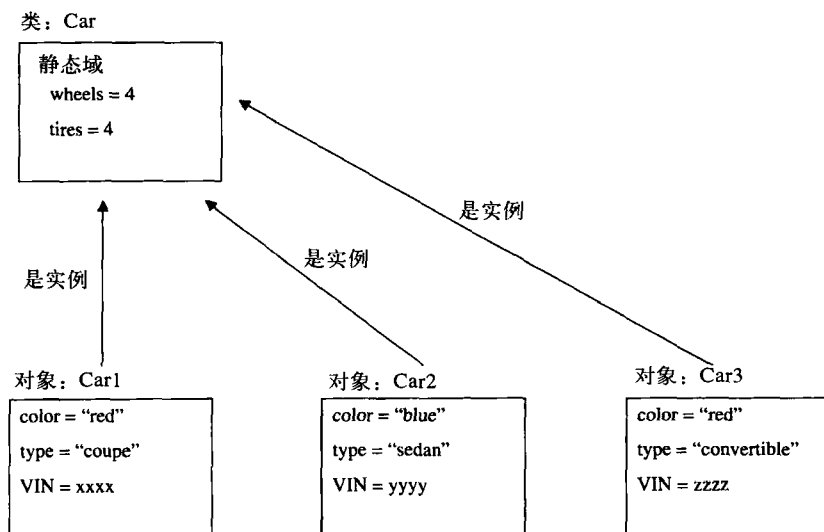 类：Car
静态域
wheels = 4
tires = 4
是实例
是实例
是实例
对象：Car1
color = “red”
type = “coupe”
VIN = xxxx
对象：Car2
color = “blue”
type = “sedan”
VIN = yyyy
对象：Car3
color = “red”
type = “convertible”
VIN = zzzz